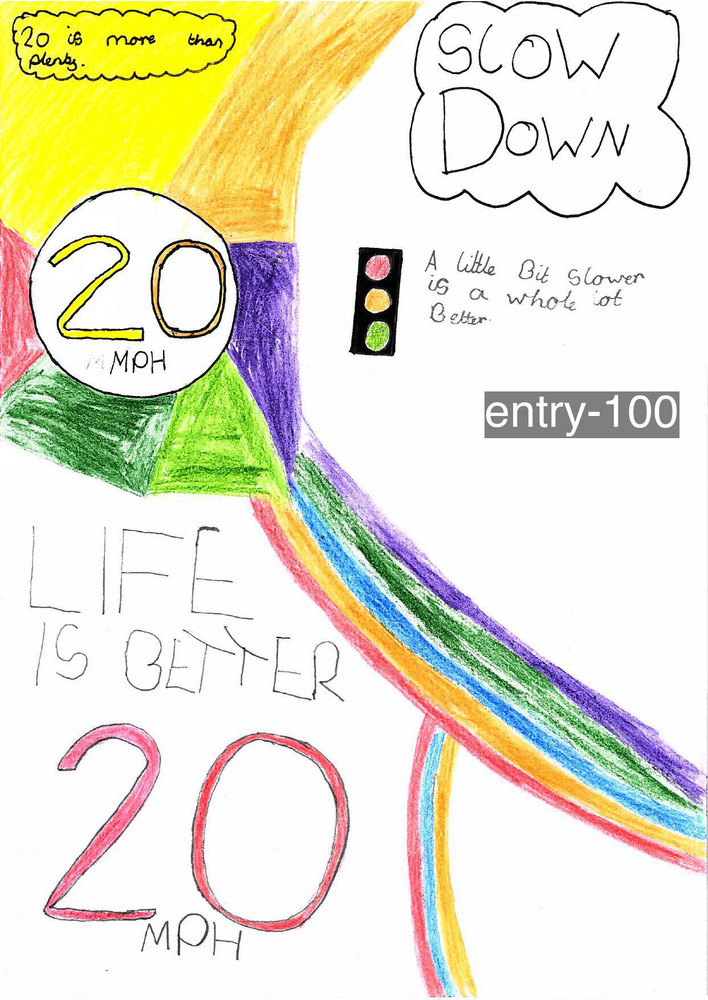 20 is more than
plenty.
SLOW
DOWN
20
MPH
A little Bit Slower
is a whole lot
Better.
entry-100
LIFE
IS BETTER
20
MPH